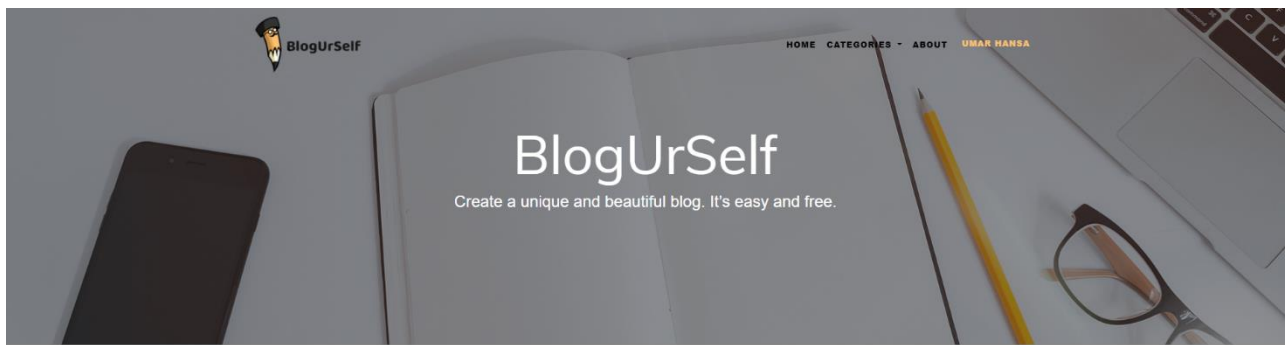 BlogUrSelf
HOME CATEGORIES ABOUT UMAR HANSA
BlogUrSelf
Create a unique and beautiful blog. It's easy and free.